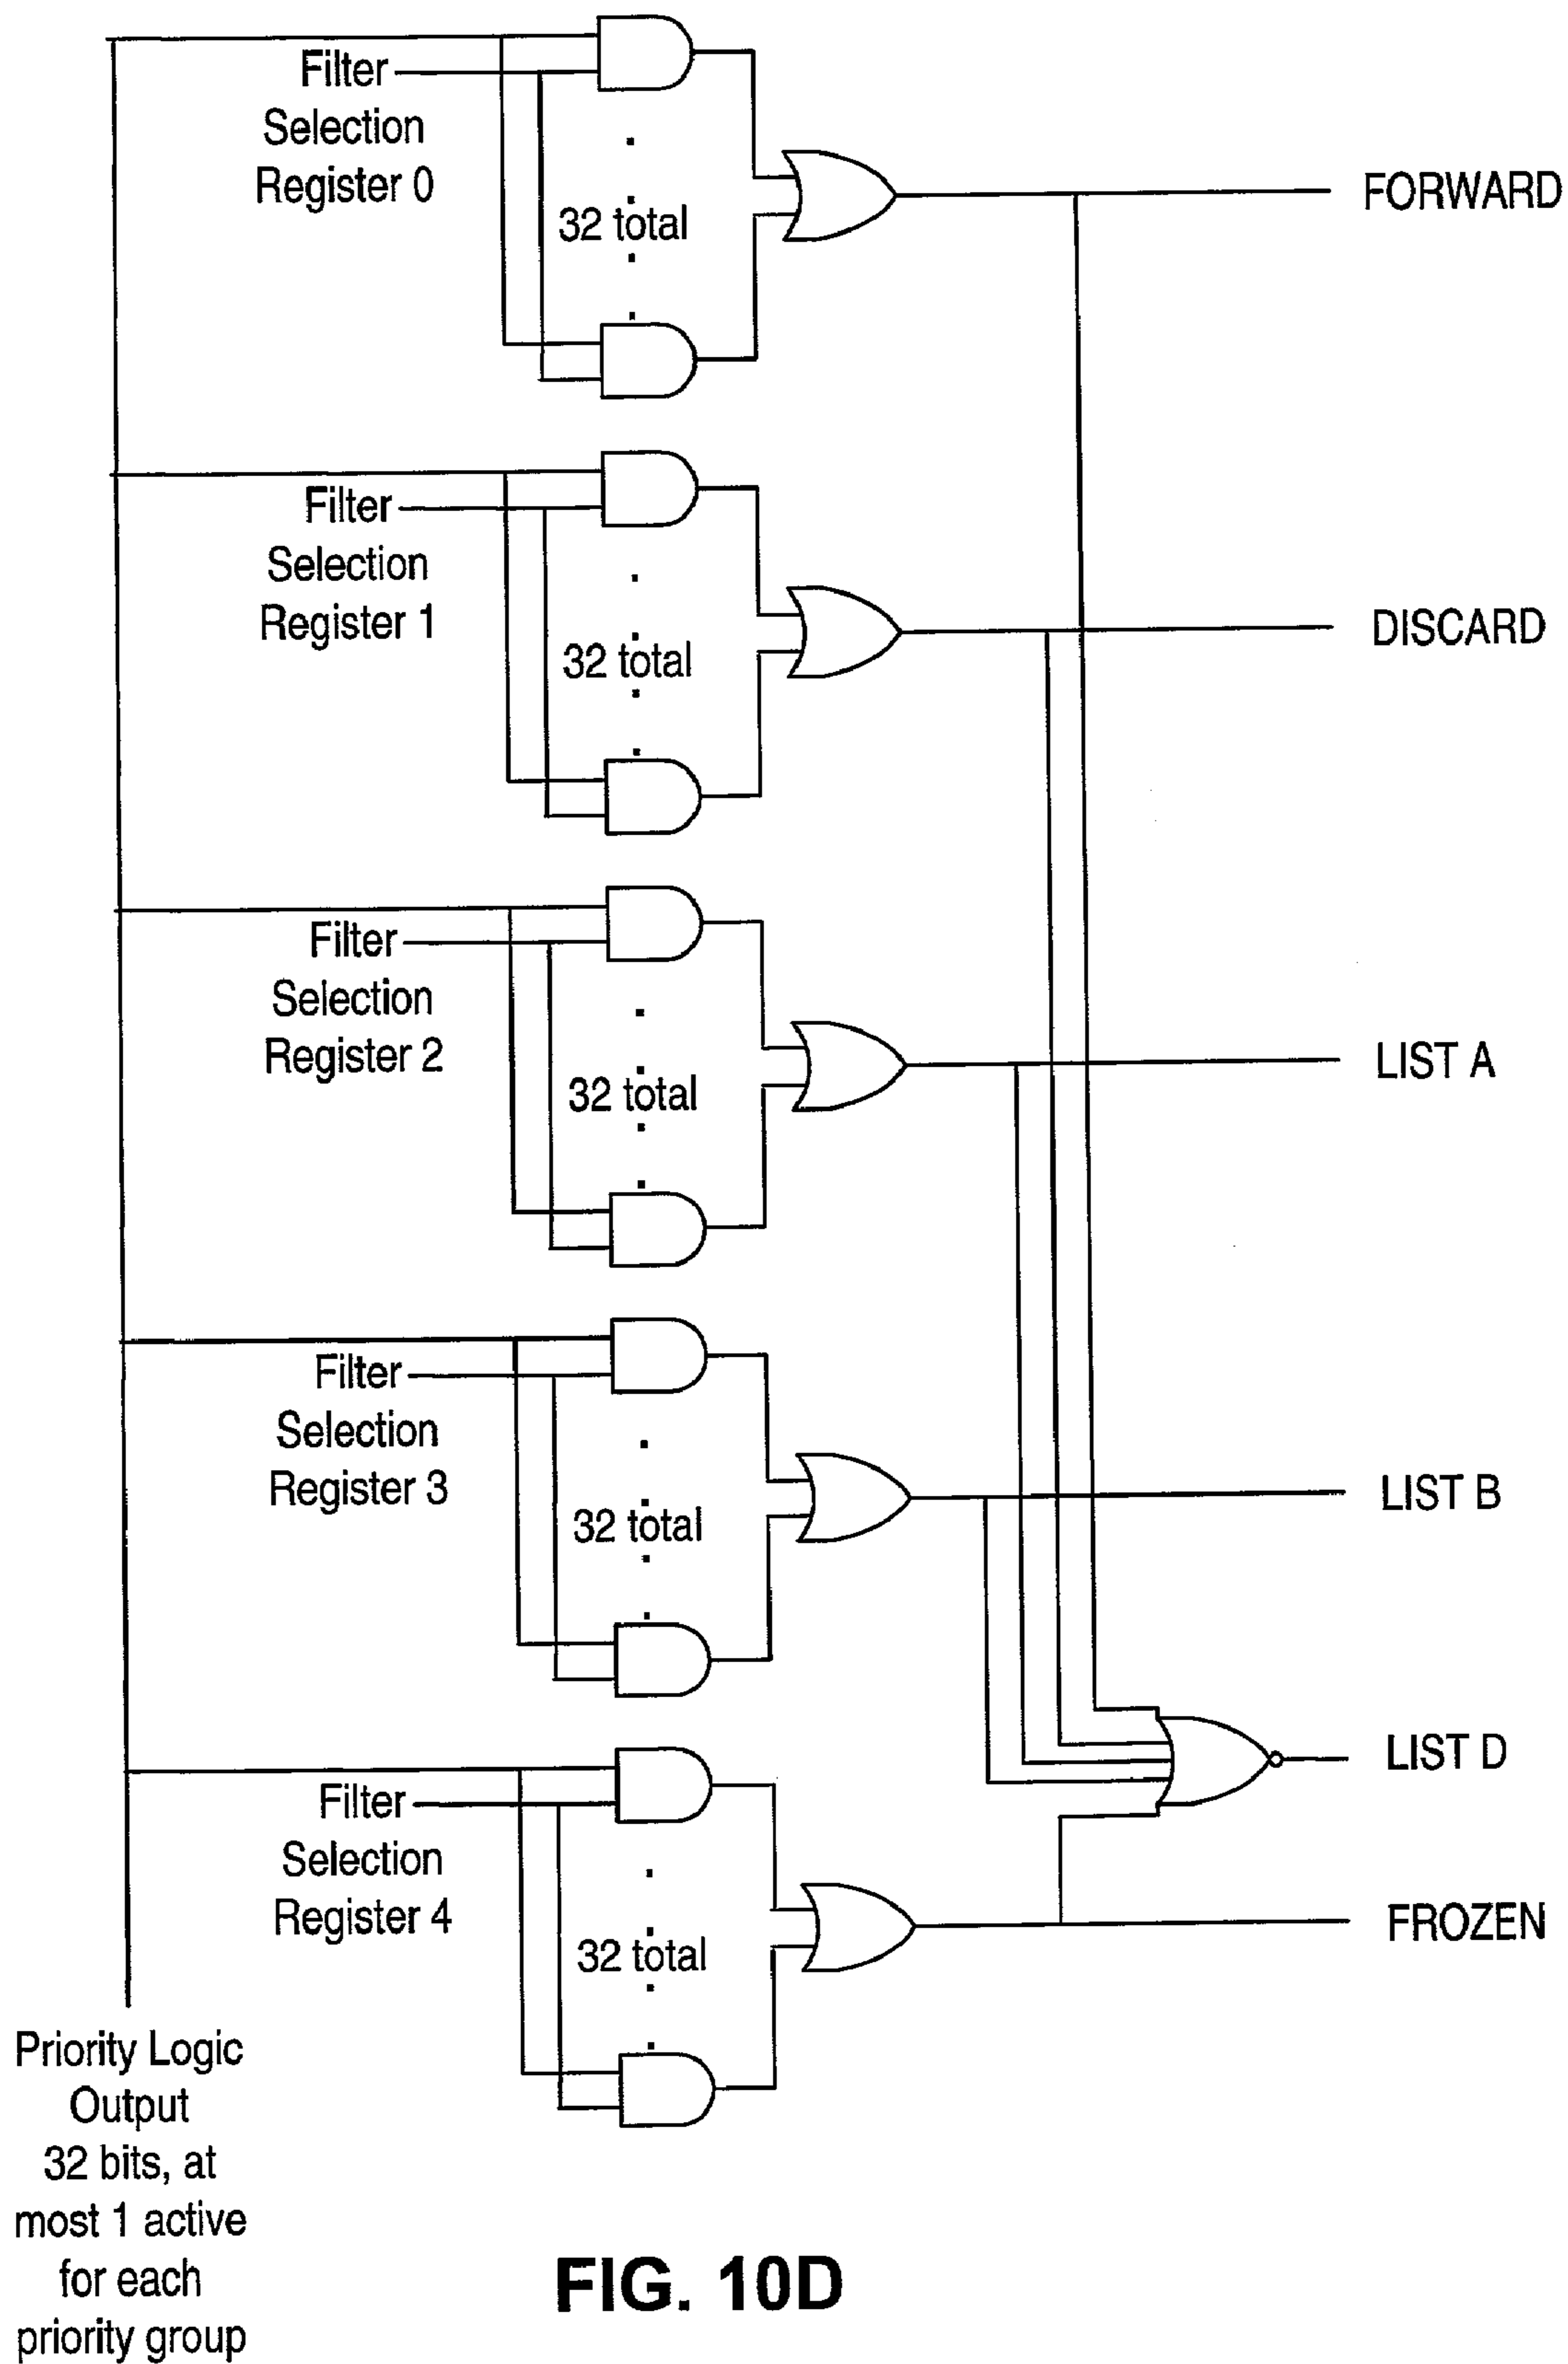 Filter
Selection
Register 0
32 total
FORWARD
Filter
Selection
Register 1
32 total
DISCARD
Filter
Selection
Register 2
32 total
LIST A
Filter
Selection
Register 3
32 total
LIST B
LIST D
Filter
Selection
Register 4
32 total
FROZEN
Priority Logic
Output
32 bits, at
most 1 active
for each
priority group
FIG. 10D